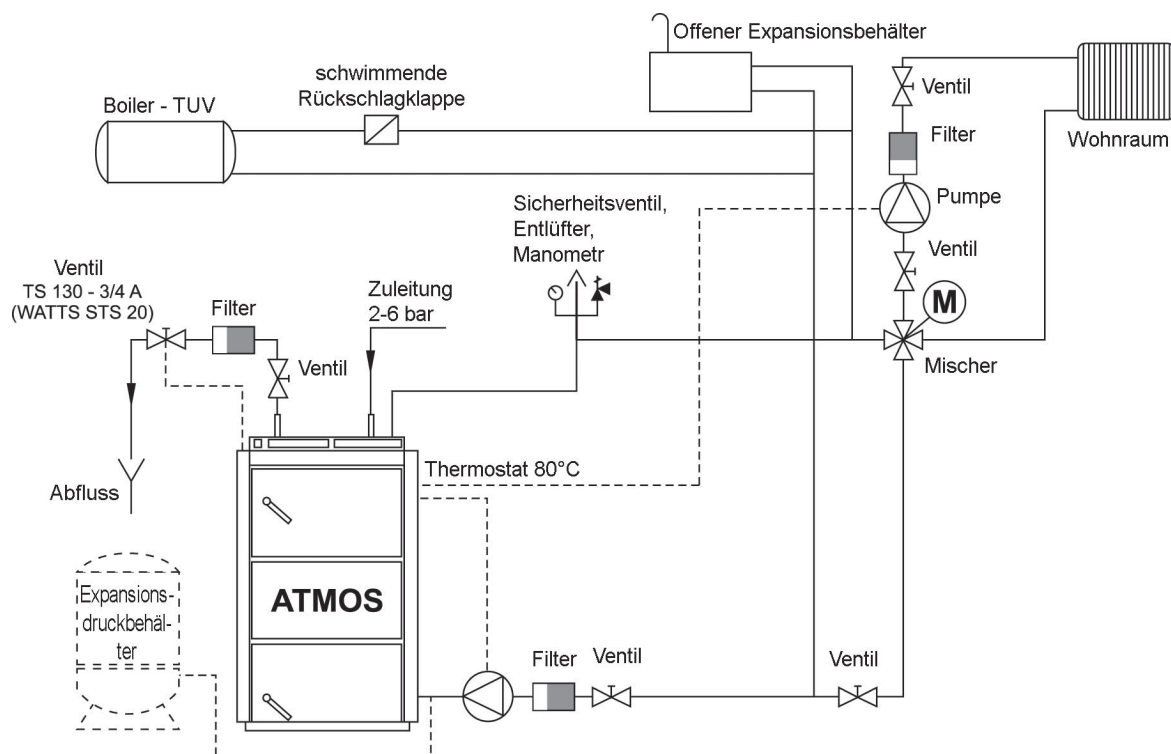 Offener Expansionsbehälter
schwimmende
Rückschlagklappe
Boiler - TUV
Ventil
Filter
Wohnraum
Pumpe
Sicherheitsventil,
Entlüfter,
Manometr
Ventil
Ventil
TS 130 - 3/4 A
(WATTS STS 20)
Filter
Zuleitung
2-6 bar
M
Ventil
Mischer
Thermostat 80°C
Abfluss
Expansions-
druckbehäl-
ter
ATMOS
Filter
Ventil
Ventil